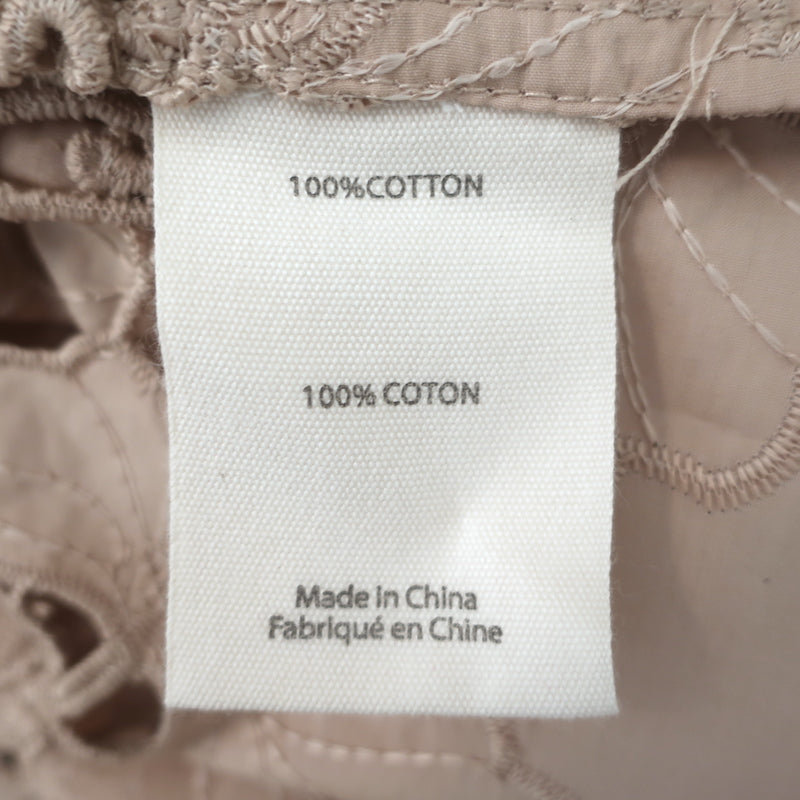 100%COTTON
100% COTON
Made in China
Fabriqué en Chine